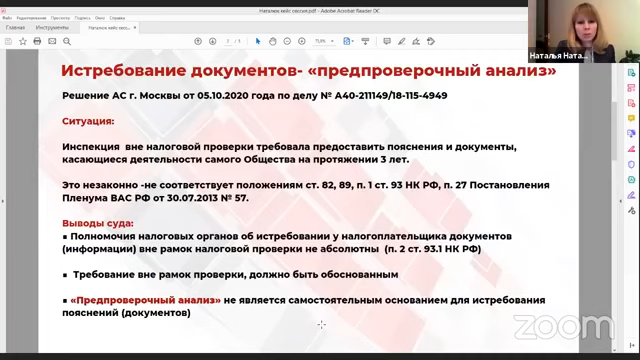 Наталюк кейс сессия.pdf - Adobe Acrobat Reader DC
Файл Редактирование Просмотр Подпись Окно Справка
Главная Инструменты Наталюк кейс сесси...
Наталья Ната...
Истребование документов- «предпроверочный анализ»
Решение АС г. Москвы от 05.10.2020 года по делу № А40-211149/18-115-4949
Ситуация:
Инспекция вне налоговой проверки требовала предоставить пояснения и документы,
касающиеся деятельности самого Общества на протяжении 3 лет.
Это незаконно -не соответствует положениям ст. 82, 89, п. 1 ст. 93 НК РФ, п. 27 Постановления
Пленума ВАС РФ от 30.07.2013 № 57.
Выводы суда:
▪ Полномочия налоговых органов об истребовании у налогоплательщика документов
(информации) вне рамок налоговой проверки не абсолютны (п. 2 ст. 93.1 НК РФ)
▪ Требование вне рамок проверки, должно быть обоснованным
▪ «Предпроверочный анализ» не является самостоятельным основанием для истребования
пояснений (документов)
zoom